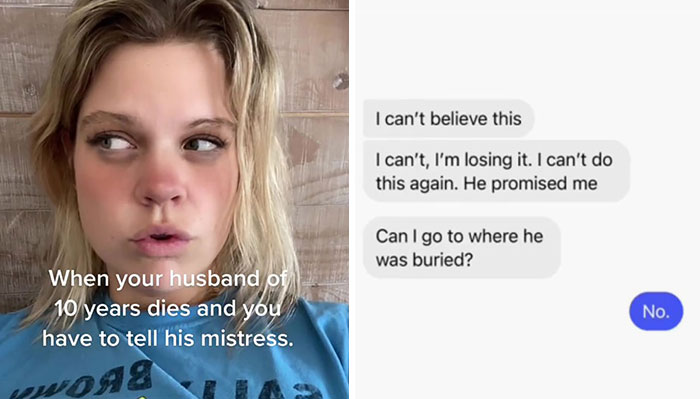 When your husband of
10 years dies and you
have to tell his mistress.
I can't believe this
I can't, I'm losing it. I can't do
this again. He promised me
Can I go to where he
was buried?
No.